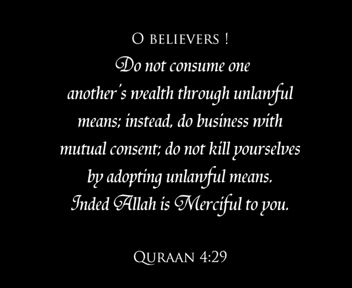 O BELIEVERS !
Do not consume one
another's wealth through unlawful
means; instead, do business with
mutual consent; do not kill yourselves
by adopting unlawful means.
Inded Allah is Merciful to you.
QURAAN 4:29